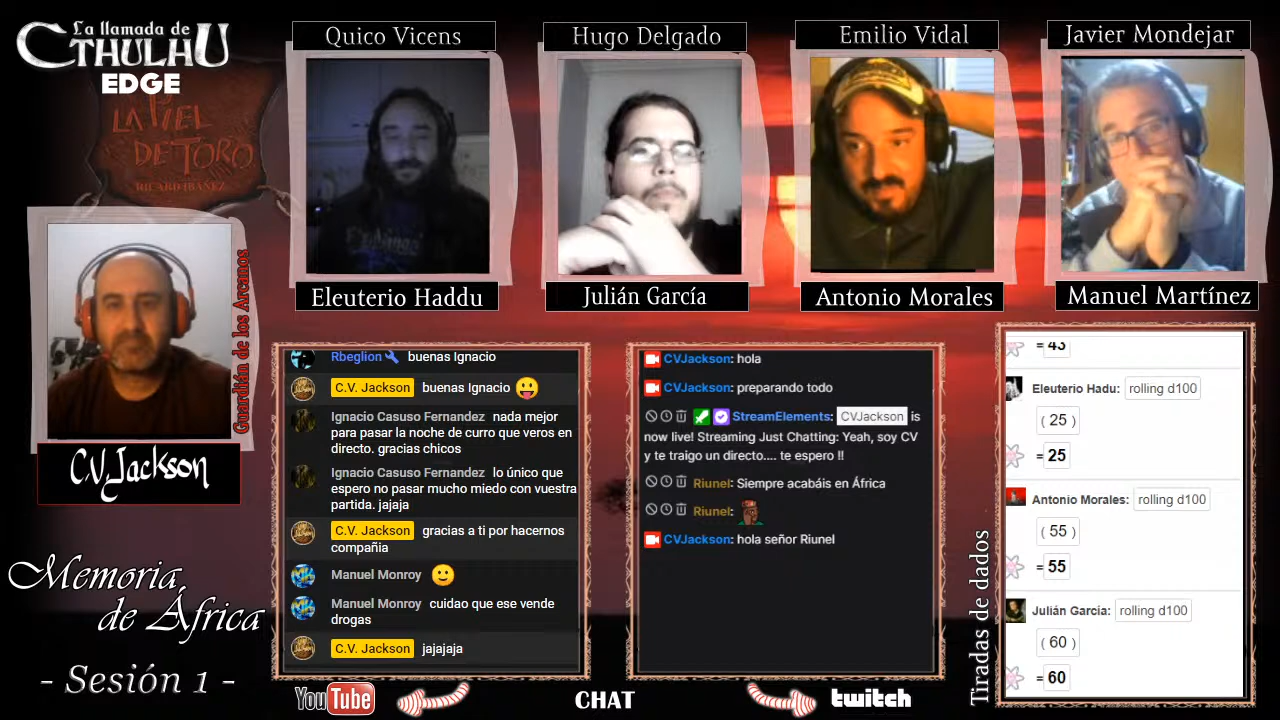 La llamada de
CTHULHU
EDGE
LA PIEL
DE TORO
RICARD IBÁÑEZ
Quico Vicens
Hugo Delgado
Emilio Vidal
Javier Mondejar
Eleuterio Haddu
Julián García
Antonio Morales
Manuel Martínez
Guardián de los Arcanos
C.V. Jackson
Memoria
de África
- Sesión 1 -
Rbeglion buenas Ignacio
C.V. Jackson buenas Ignacio
Ignacio Casuso Fernandez nada mejor
para pasar la noche de curro que veros en
directo. gracias chicos
Ignacio Casuso Fernandez lo único que
espero no pasar mucho miedo con vuestra
partida. jajaja
C.V. Jackson gracias a ti por hacernos
compañia
Manuel Monroy
Manuel Monroy cuidao que ese vende
drogas
C.V. Jackson jajajaja
CVJackson: hola
CVJackson: preparando todo
StreamElements: CVJackson is
now live! Streaming Just Chatting: Yeah, soy CV
y te traigo un directo.... te espero !!
Riunel: Siempre acabáis en África
Riunel:
CVJackson: hola señor Riunel
Tiradas de dados
=43
Eleuterio Hadu: rolling d100
(25)
=25
Antonio Morales: rolling d100
(55)
=55
Julián García: rolling d100
(60)
=60
YouTube
CHAT
twitch